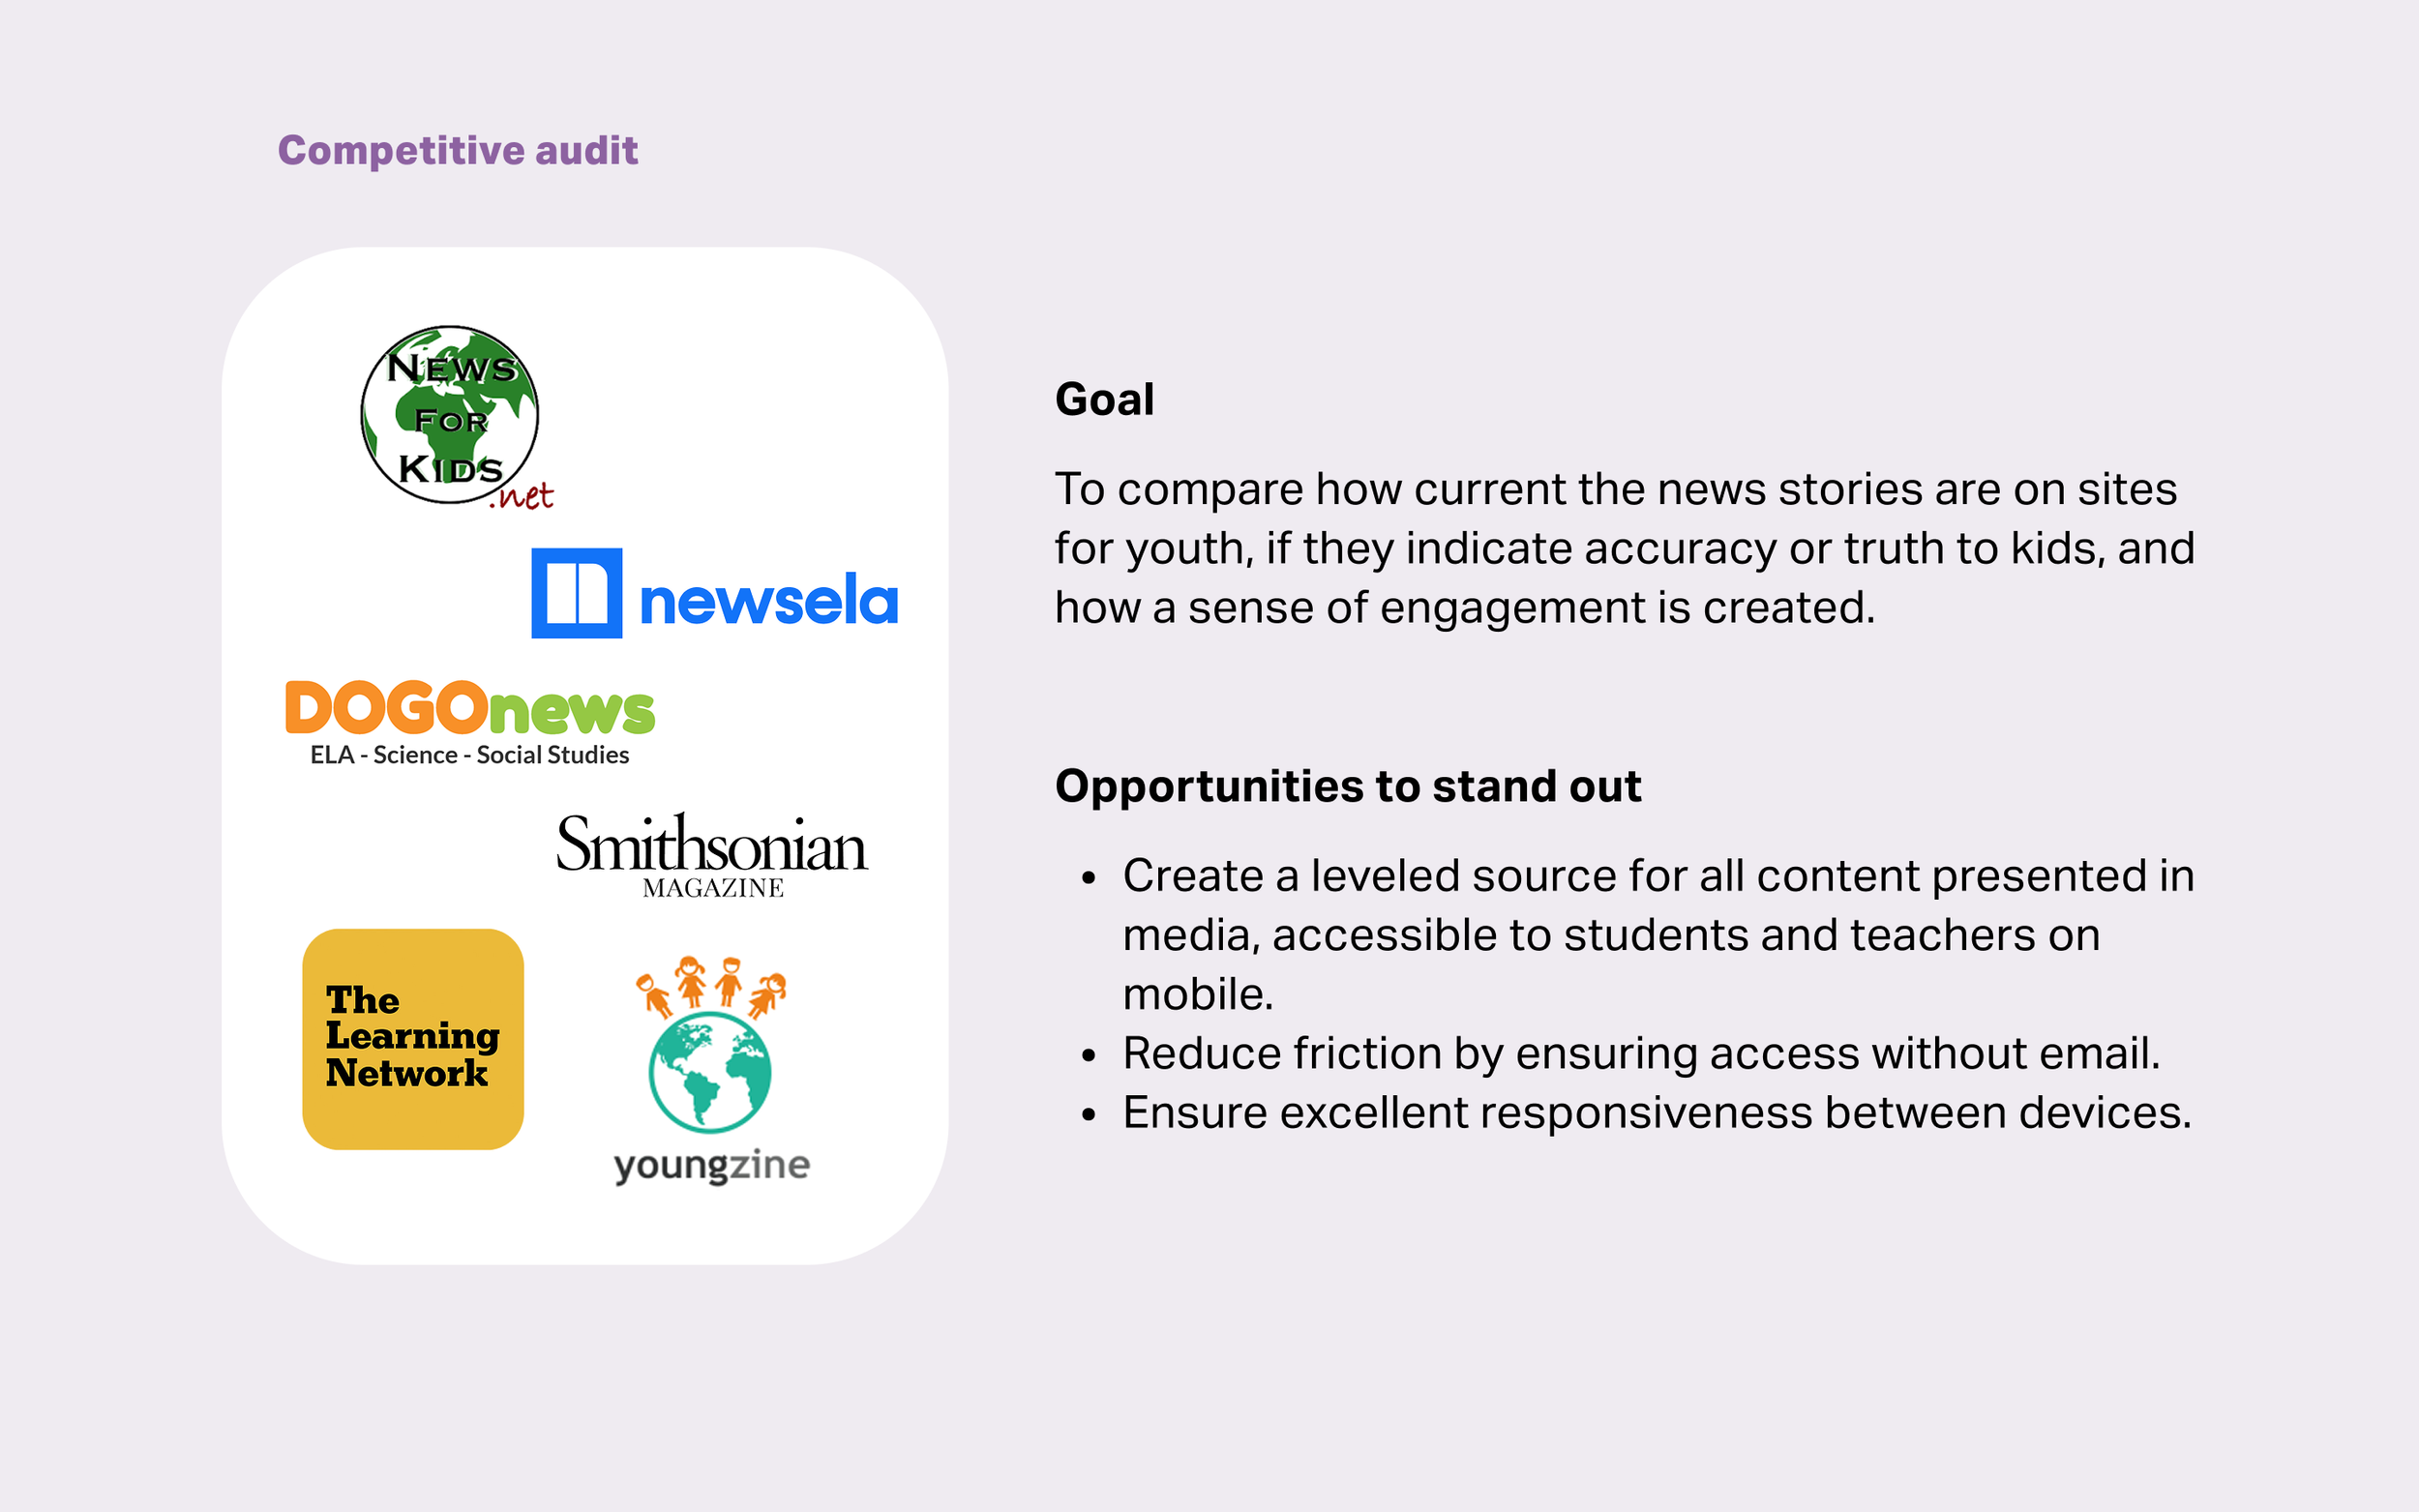 Competitive audit
News
For
Kids
.net
newsela
DOGOnews
ELA - Science - Social Studies
Smithsonian
MAGAZINE
The
Learning
Network
youngzine
Goal
To compare how current the news stories are on sites
for youth, if they indicate accuracy or truth to kids, and
how a sense of engagement is created.
Opportunities to stand out
• Create a leveled source for all content presented in
media, accessible to students and teachers on
mobile.
• Reduce friction by ensuring access without email.
• Ensure excellent responsiveness between devices.